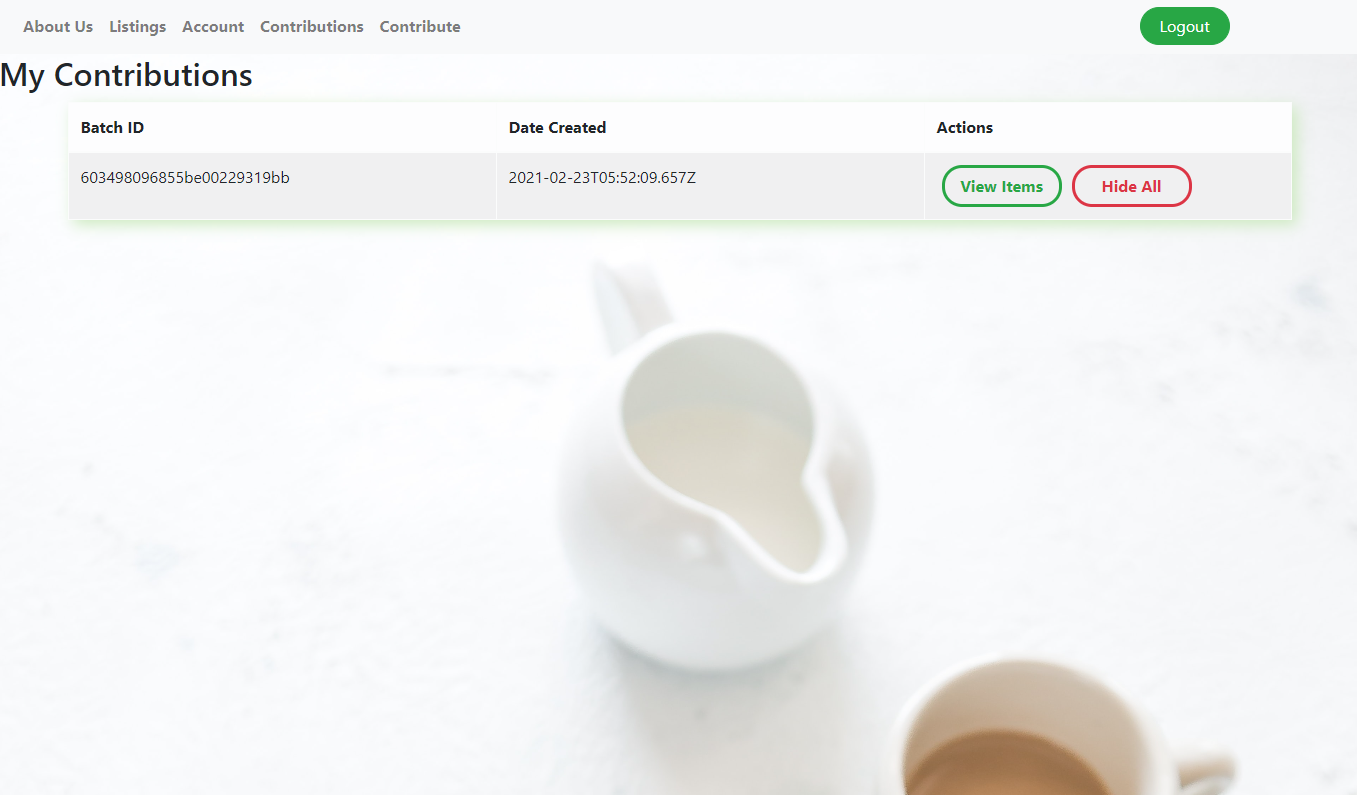 About Us Listings Account Contributions Contribute Logout
My Contributions
Batch ID Date Created Actions
603498096855be00229319bb 2021-02-23T05:52:09.657Z View Items Hide All